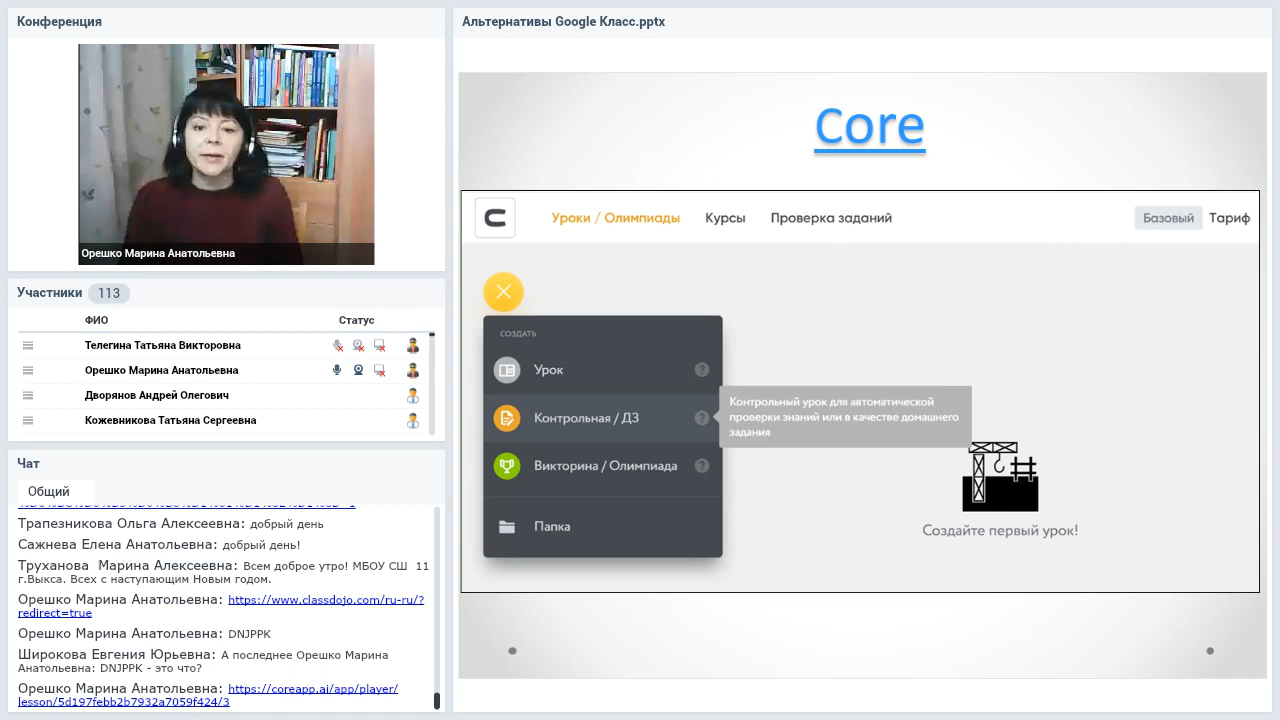 Конференция
Орешко Марина Анатольевна
Участники 113
ФИО Статус
Телегина Татьяна Викторовна
Орешко Марина Анатольевна
Дворянов Андрей Олегович
Кожевникова Татьяна Сергеевна
Чат
Общий
Трапезникова Ольга Алексеевна: добрый день
Сажнева Елена Анатольевна: добрый день!
Труханова Марина Алексеевна: Всем доброе утро! МБОУ СШ 11
г.Выкса. Всех с наступающим Новым годом.
Орешко Марина Анатольевна: https://www.classdojo.com/ru-ru/?
redirect=true
Орешко Марина Анатольевна: DNJPPK
Широкова Евгения Юрьевна: А последнее Орешко Марина
Анатольевна: DNJPPK - это что?
Орешко Марина Анатольевна: https://coreapp.ai/app/player/
lesson/5d197febb2b7932a7059f424/3
Альтернативы Google Класс.pptx
Core
Уроки / Олимпиады Курсы Проверка заданий Базовый Тариф
СОЗДАТЬ
Урок ?
Контрольная / ДЗ ?
Контрольный урок для автоматической
проверки знаний или в качестве домашнего
задания
Викторина / Олимпиада ?
Папка
Создайте первый урок!